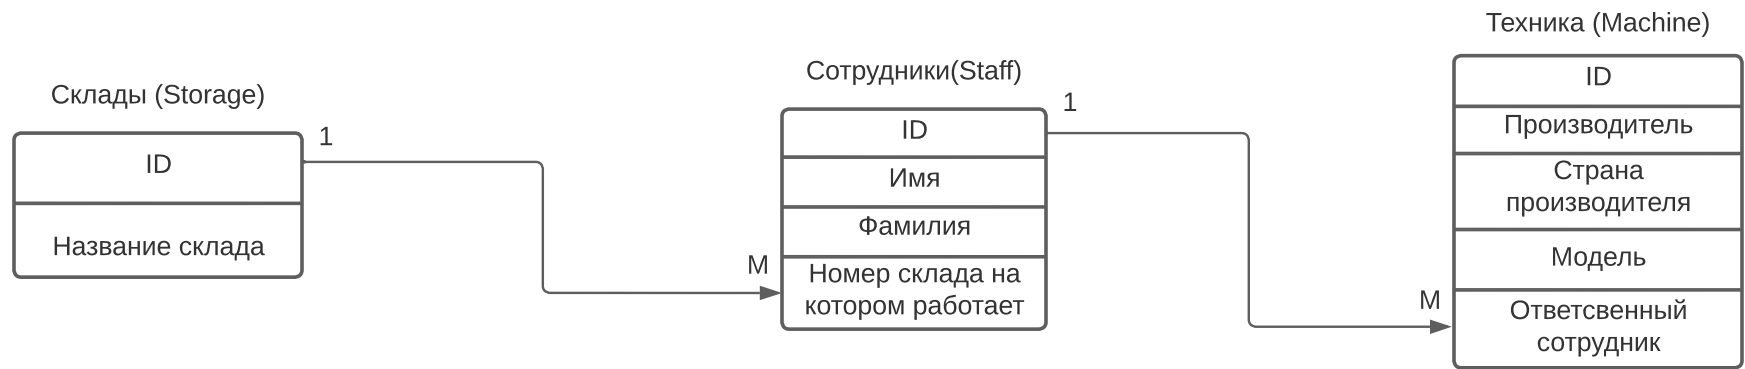 Склады (Storage)
1
ID
Название склада
M
Сотрудники(Staff)
1
ID
Имя
Фамилия
Номер склада на
котором работает
M
Техника (Machine)
ID
Производитель
Страна
производителя
Модель
Ответсвенный
сотрудник